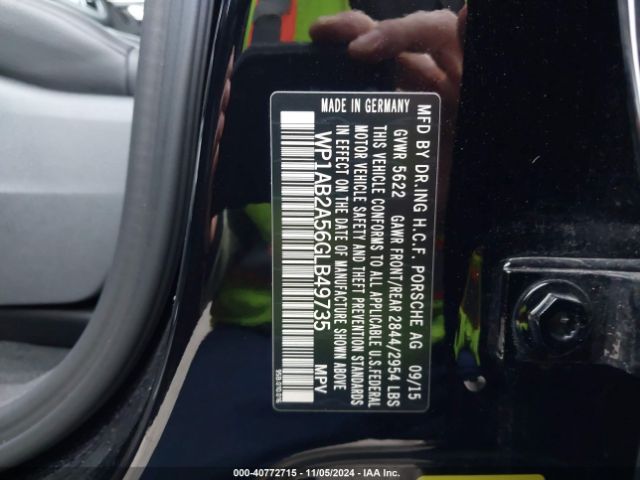 MFD BY DR.ING H.C.F. PORSCHE AG 09/15
GVWR 5622 GAWR FRONT/REAR 2844/2954 LBS
THIS VEHICLE CONFORMS TO ALL APPLICABLE U.S.FEDERAL
MOTOR VEHICLE SAFETY AND THEFT PREVENTION STANDARDS
IN EFFECT ON THE DATE OF MANUFACTURE SHOWN ABOVE
WP1AB2A56GLB49735 MPV
MADE IN GERMANY
00-40772715 - 11/05/2024 - IAA Inc.